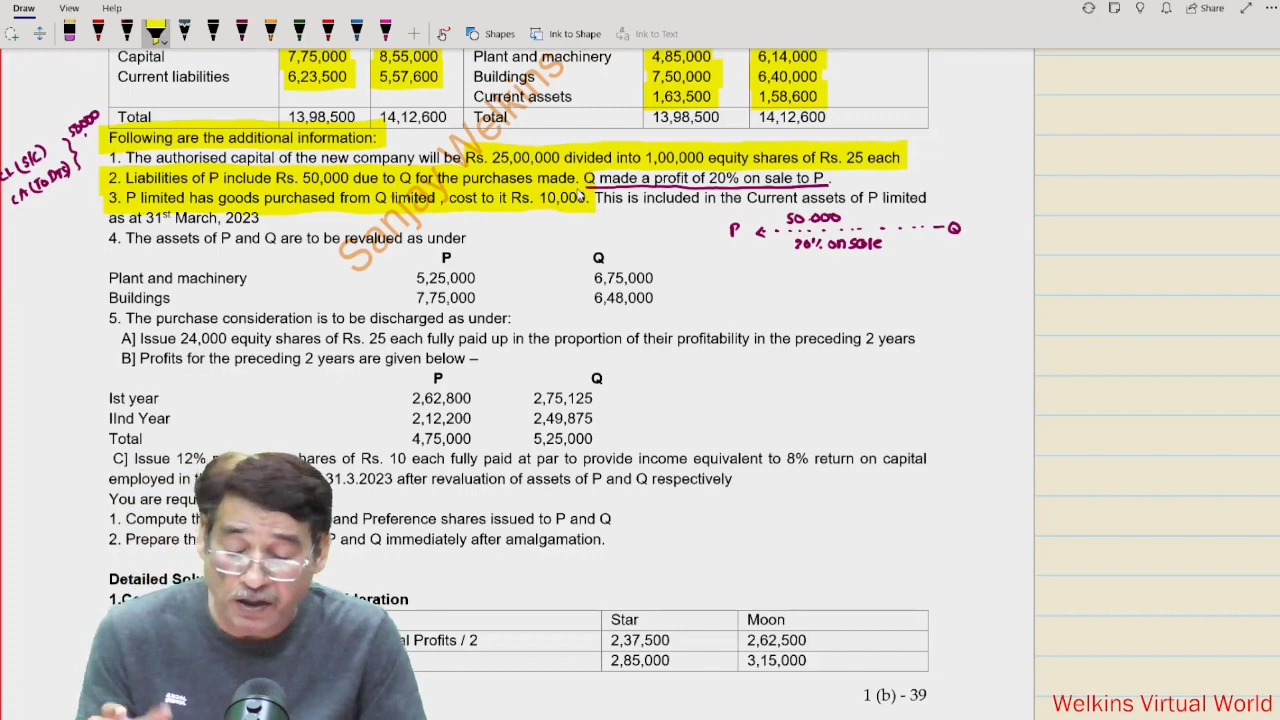 Draw View Help
Share
Shapes Ink to Shape Ink to Text
Capital 7,75,000 8,55,000 Plant and machinery 4,85,000 6,14,000
Current liabilities 6,23,500 5,57,600 Buildings 7,50,000 6,40,000
Current assets 1,63,500 1,58,600
Total 13,98,500 14,12,600 Total 13,98,500 14,12,600
Following are the additional information:
50,000
1. The authorised capital of the new company will be Rs. 25,00,000 divided into 1,00,000 equity shares of Rs. 25 each
CL (S/C)
CA (To Drs)
2. Liabilities of P include Rs. 50,000 due to Q for the purchases made. Q made a profit of 20% on sale to P .
3. P limited has goods purchased from Q limited , cost to it Rs. 10,000. This is included in the Current assets of P limited
as at 31st March, 2023
50,000
P Q
20% on sale
4. The assets of P and Q are to be revalued as under
P Q
Plant and machinery 5,25,000 6,75,000
Buildings 7,75,000 6,48,000
5. The purchase consideration is to be discharged as under:
A] Issue 24,000 equity shares of Rs. 25 each fully paid up in the proportion of their profitability in the preceding 2 years
B] Profits for the preceding 2 years are given below –
P Q
Ist year 2,62,800 2,75,125
IInd Year 2,12,200 2,49,875
Total 4,75,000 5,25,000
C] Issue 12% hares of Rs. 10 each fully paid at par to provide income equivalent to 8% return on capital
employed in 31.3.2023 after revaluation of assets of P and Q respectively
You are requ
1. Compute th and Preference shares issued to P and Q
2. Prepare the P and Q immediately after amalgamation.
Detailed Sol
1.Co deration
Star Moon
al Profits / 2 2,37,500 2,62,500
2,85,000 3,15,000
1 (b) - 39
Sanjay Welkins
Welkins Virtual World